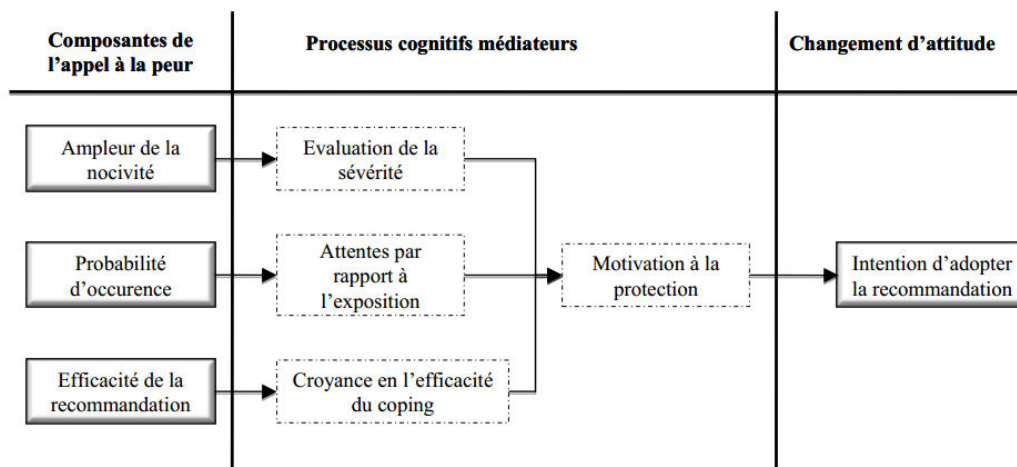 Composantes de
l'appel à la peur
Processus cognitifs médiateurs
Changement d'attitude
Ampleur de la
nocivité
Evaluation de la
sévérité
Probabilité
d'occurence
Attentes par
rapport à
l'exposition
Motivation à la
protection
Intention d'adopter
la recommandation
Efficacité de la
recommandation
Croyance en l'efficacité
du coping